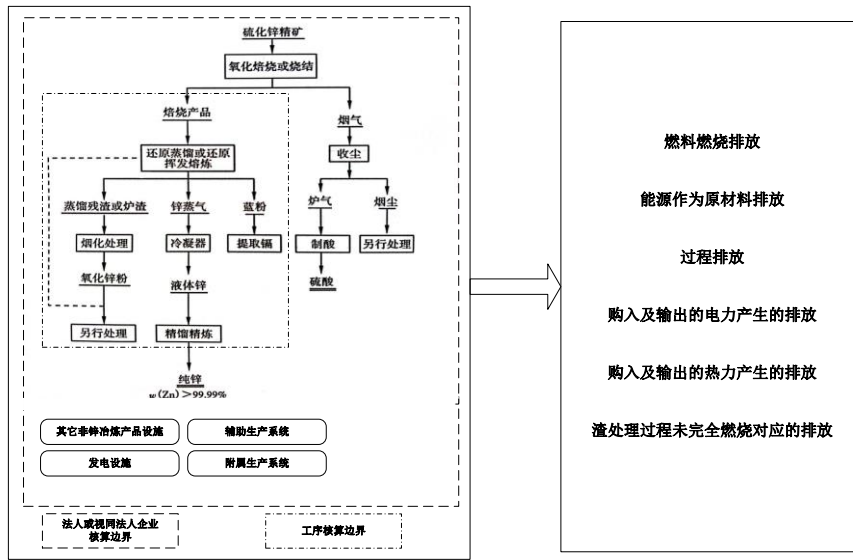 硫化锌精矿
氧化焙烧或烧结
焙烧产品
烟气
还原蒸馏或还原
挥发熔炼
收尘
蒸馏残渣或炉渣
锌蒸气
蓝粉
炉气
烟尘
烟化处理
冷凝器
提取镉
制酸
另行处理
氧化锌粉
液体锌
硫酸
另行处理
精馏精炼
纯锌
w(Zn)>99.99%
其它非锌冶炼产品设施
辅助生产系统
发电设施
附属生产系统
法人或视同法人企业
核算边界
工序核算边界
燃料燃烧排放
能源作为原材料排放
过程排放
购入及输出的电力产生的排放
购入及输出的热力产生的排放
渣处理过程未完全燃烧对应的排放